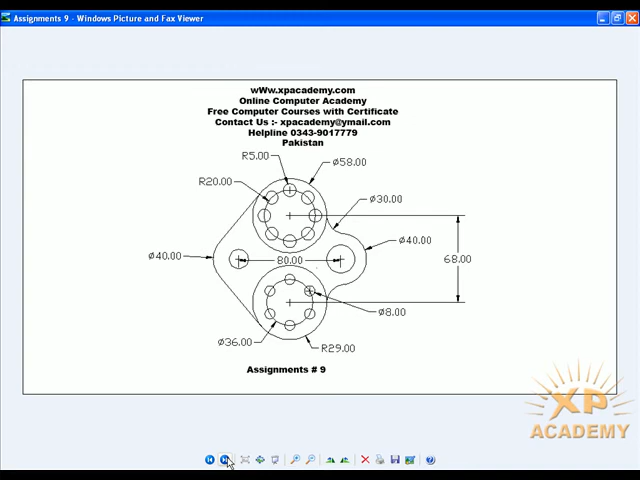 Assignments 9 - Windows Picture and Fax Viewer
wWw.xpacademy.com
Online Computer Academy
Free Computer Courses with Certificate
Contact Us :- xpacademy@ymail.com
Helpline 0343-9017779
Pakistan
R5.00
Ø58.00
R20.00
Ø30.00
Ø40.00
Ø40.00
80.00
68.00
Ø8.00
Ø36.00
R29.00
Assignments # 9
XP
ACADEMY